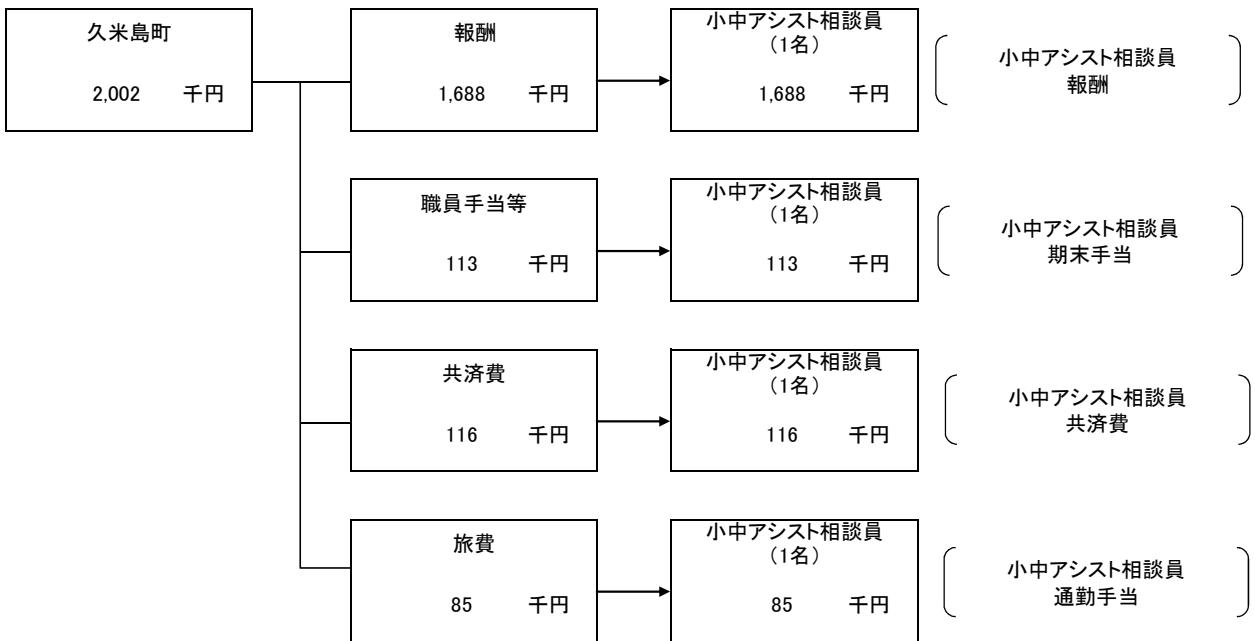 久米島町
2,002 千円
報酬
1,688 千円
小中アシスト相談員
(1名)
1,688 千円
小中アシスト相談員
報酬
職員手当等
113 千円
小中アシスト相談員
(1名)
113 千円
小中アシスト相談員
期末手当
共済費
116 千円
小中アシスト相談員
(1名)
116 千円
小中アシスト相談員
共済費
旅費
85 千円
小中アシスト相談員
(1名)
85 千円
小中アシスト相談員
通勤手当